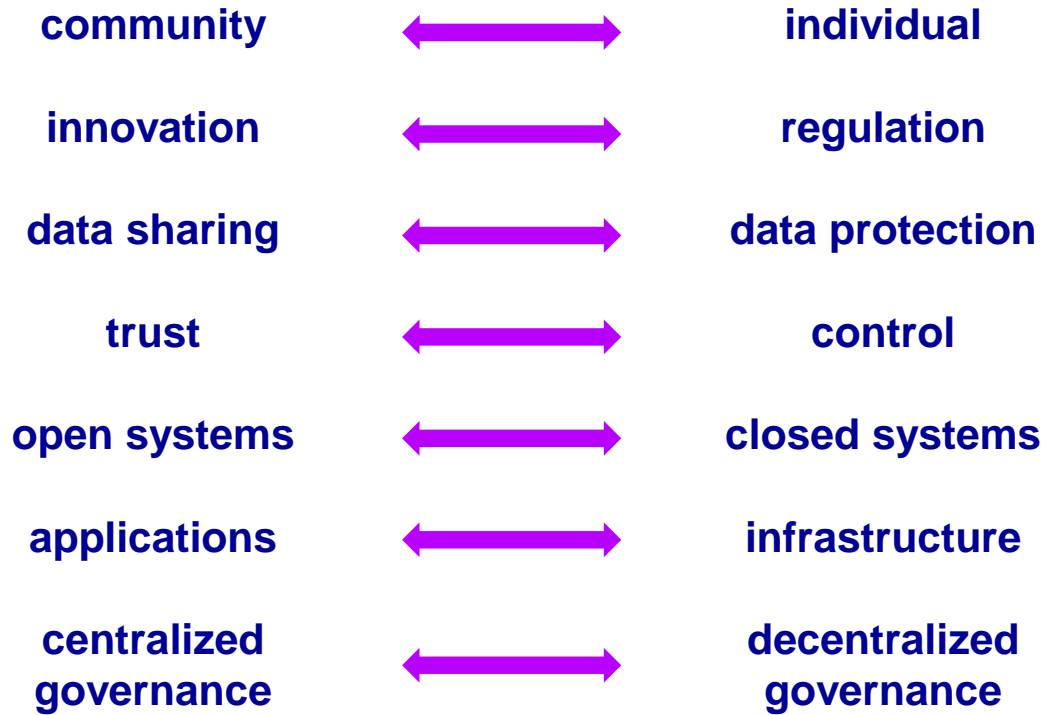 community individual
innovation regulation
data sharing data protection
trust control
open systems closed systems
applications infrastructure
centralized decentralized
governance governance